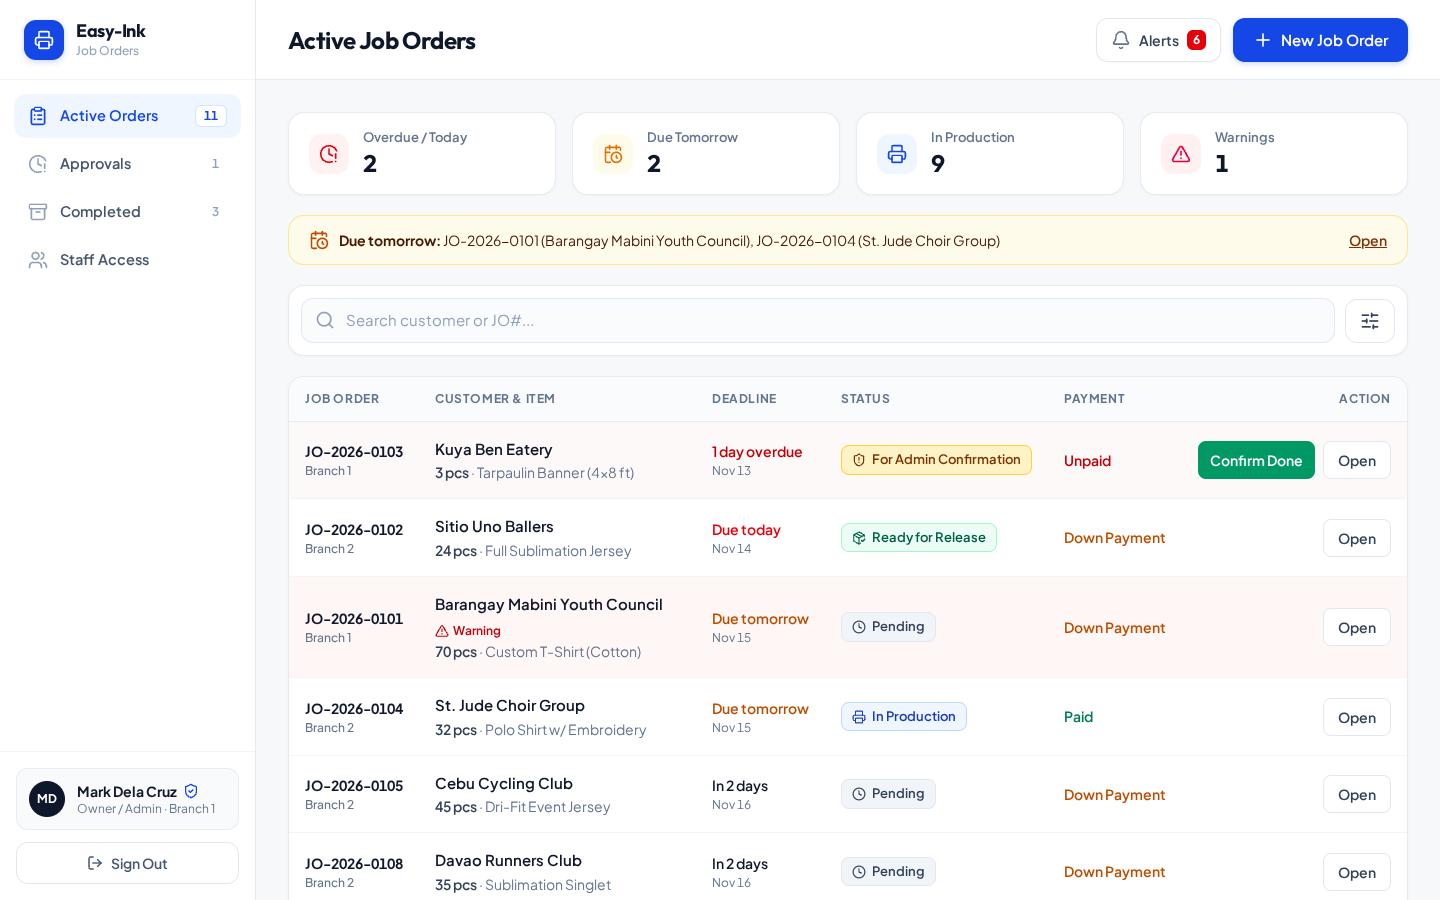 Easy-Ink
Job Orders
Active Orders 11
Approvals 1
Completed 3
Staff Access
MD
Mark Dela Cruz
Owner / Admin · Branch 1
Sign Out
Active Job Orders
Alerts 6
New Job Order
Overdue / Today
2
Due Tomorrow
2
In Production
9
Warnings
1
Due tomorrow: JO-2026-0101 (Barangay Mabini Youth Council), JO-2026-0104 (St. Jude Choir Group)
Open
Search customer or JO#...
JOB ORDER CUSTOMER & ITEM DEADLINE STATUS PAYMENT ACTION
JO-2026-0103
Branch 1
Kuya Ben Eatery
3 pcs · Tarpaulin Banner (4×8 ft)
1 day overdue
Nov 13
For Admin Confirmation
Unpaid
Confirm Done
Open
JO-2026-0102
Branch 2
Sitio Uno Ballers
24 pcs · Full Sublimation Jersey
Due today
Nov 14
Ready for Release
Down Payment
Open
JO-2026-0101
Branch 1
Barangay Mabini Youth Council
Warning
70 pcs · Custom T-Shirt (Cotton)
Due tomorrow
Nov 15
Pending
Down Payment
Open
JO-2026-0104
Branch 2
St. Jude Choir Group
32 pcs · Polo Shirt w/ Embroidery
Due tomorrow
Nov 15
In Production
Paid
Open
JO-2026-0105
Branch 2
Cebu Cycling Club
45 pcs · Dri-Fit Event Jersey
In 2 days
Nov 16
Pending
Down Payment
Open
JO-2026-0108
Branch 2
Davao Runners Club
35 pcs · Sublimation Singlet
In 2 days
Nov 16
Pending
Down Payment
Open